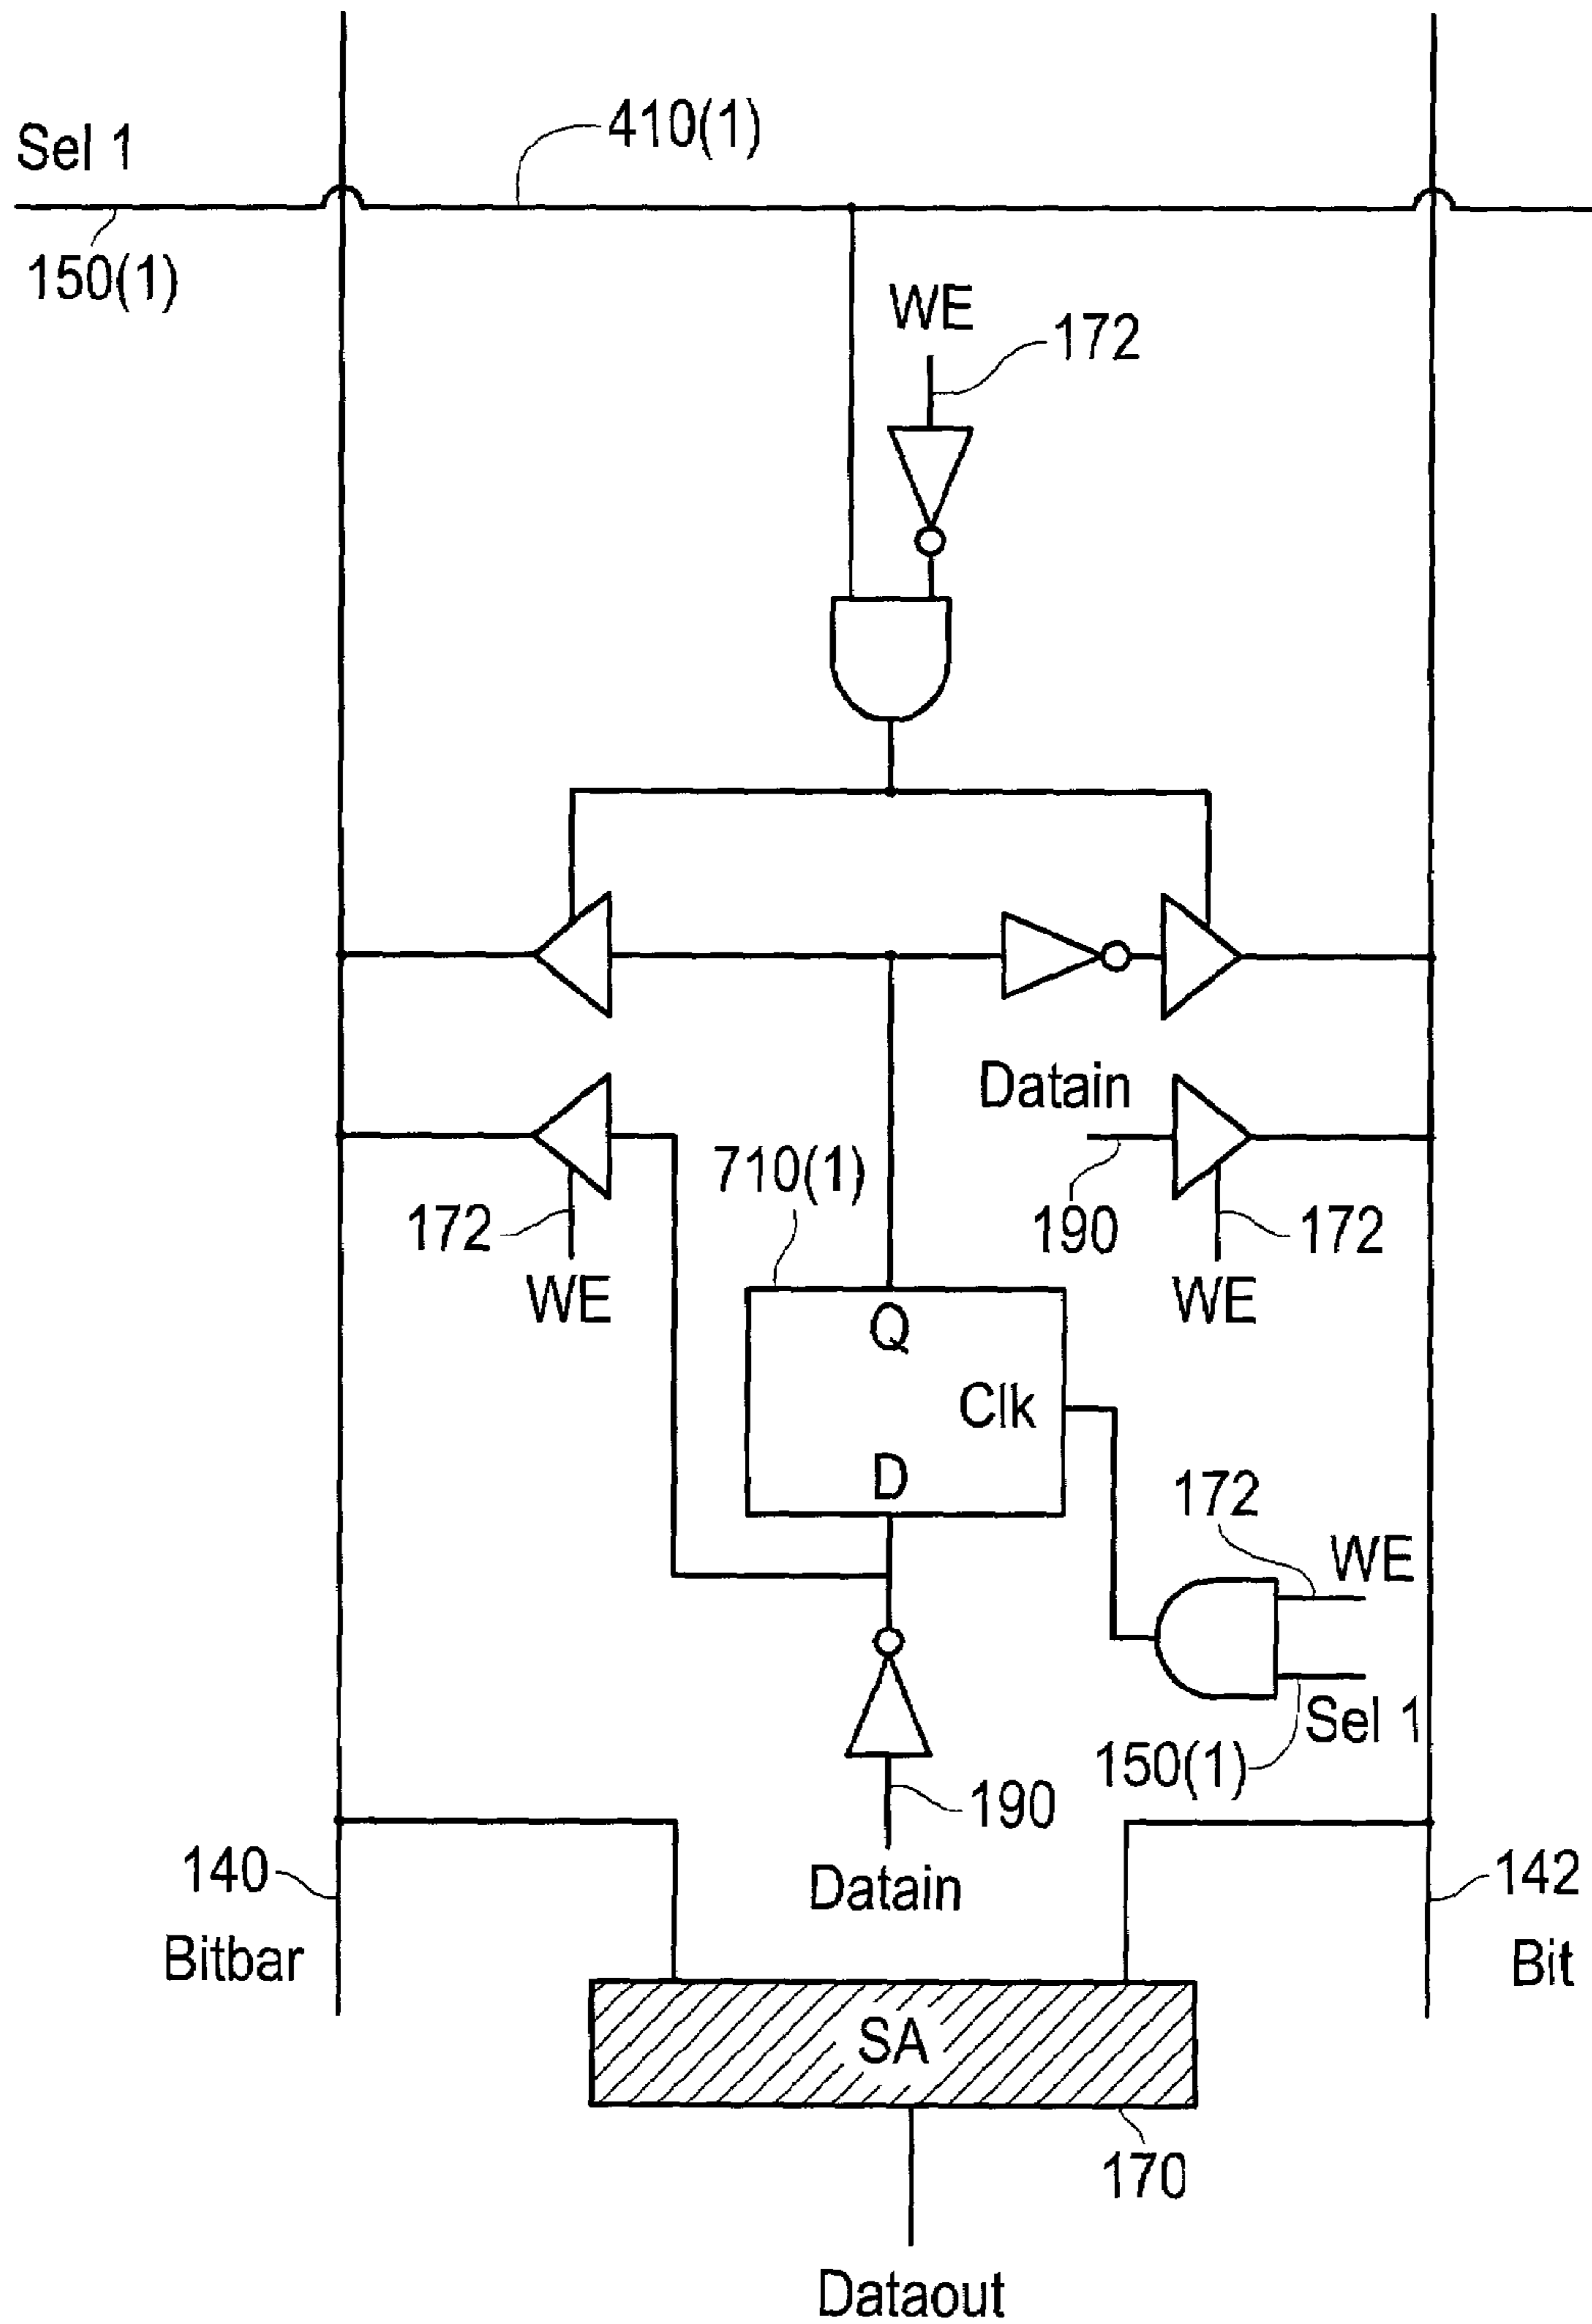 Sel 1
410(1)
150(1)
WE
172
Datain
710(1)
172
190
172
WE
WE
Q
Clk
D
172
WE
Sel 1
150(1)
190
140
Datain
142
Bitbar
Bit
SA
170
Dataout